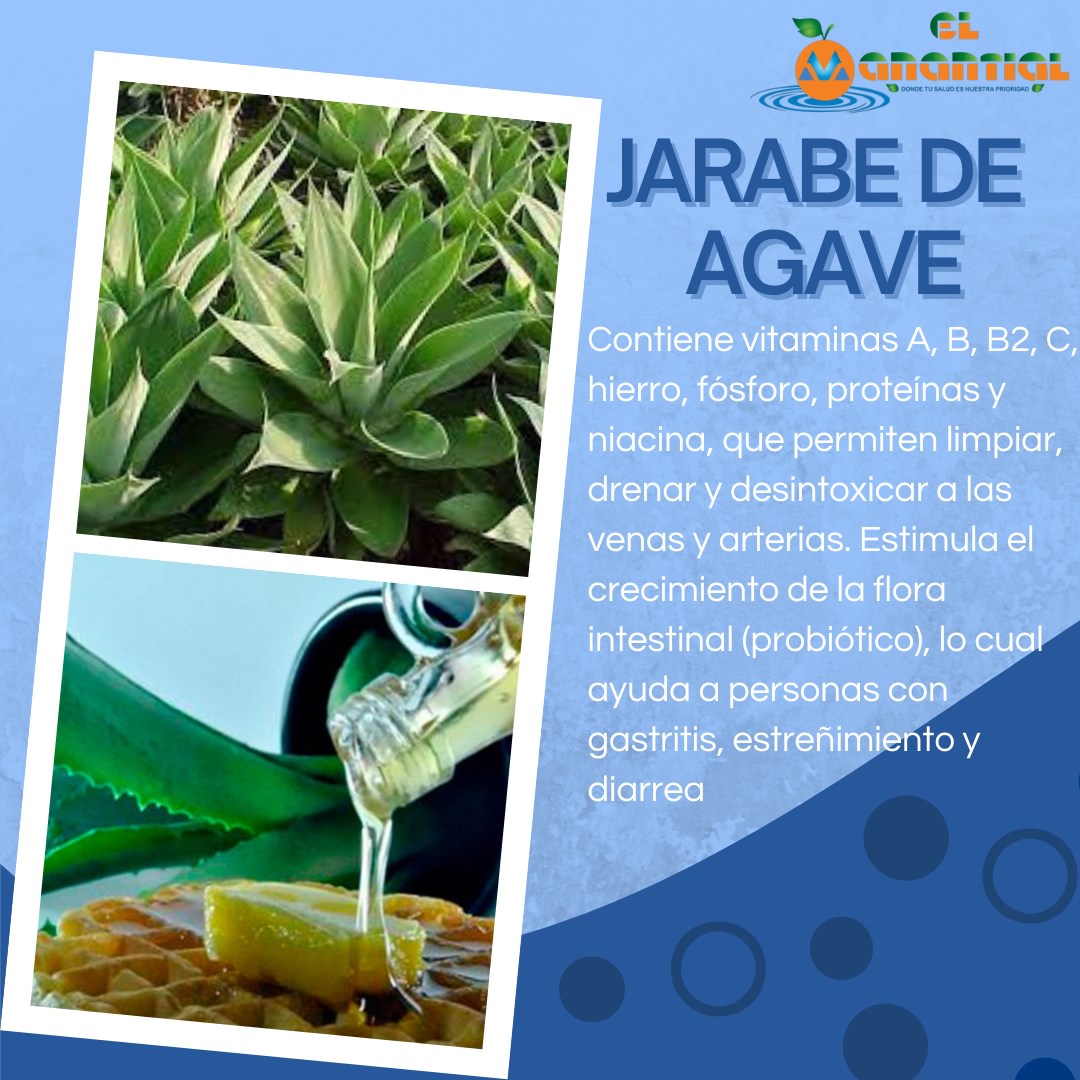 EL
MANANTIAL
DONDE TU SALUD ES NUESTRA PRIORIDAD
JARABE DE
AGAVE
Contiene vitaminas A, B, B2, C,
hierro, fósforo, proteínas y
niacina, que permiten limpiar,
drenar y desintoxicar a las
venas y arterias. Estimula el
crecimiento de la flora
intestinal (probiótico), lo cual
ayuda a personas con
gastritis, estreñimiento y
diarrea